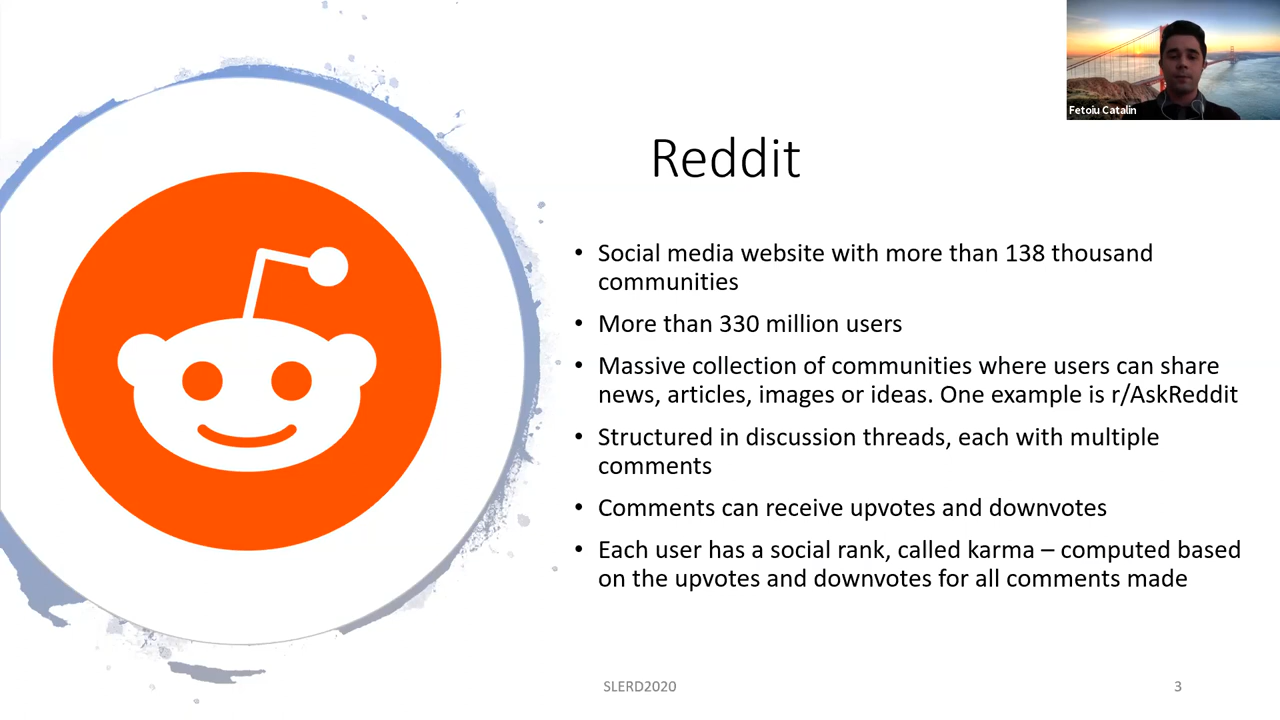 Fetoiu Catalin
Reddit
• Social media website with more than 138 thousand
communities
• More than 330 million users
• Massive collection of communities where users can share
news, articles, images or ideas. One example is r/AskReddit
• Structured in discussion threads, each with multiple
comments
• Comments can receive upvotes and downvotes
• Each user has a social rank, called karma – computed based
on the upvotes and downvotes for all comments made
SLERD2020
3